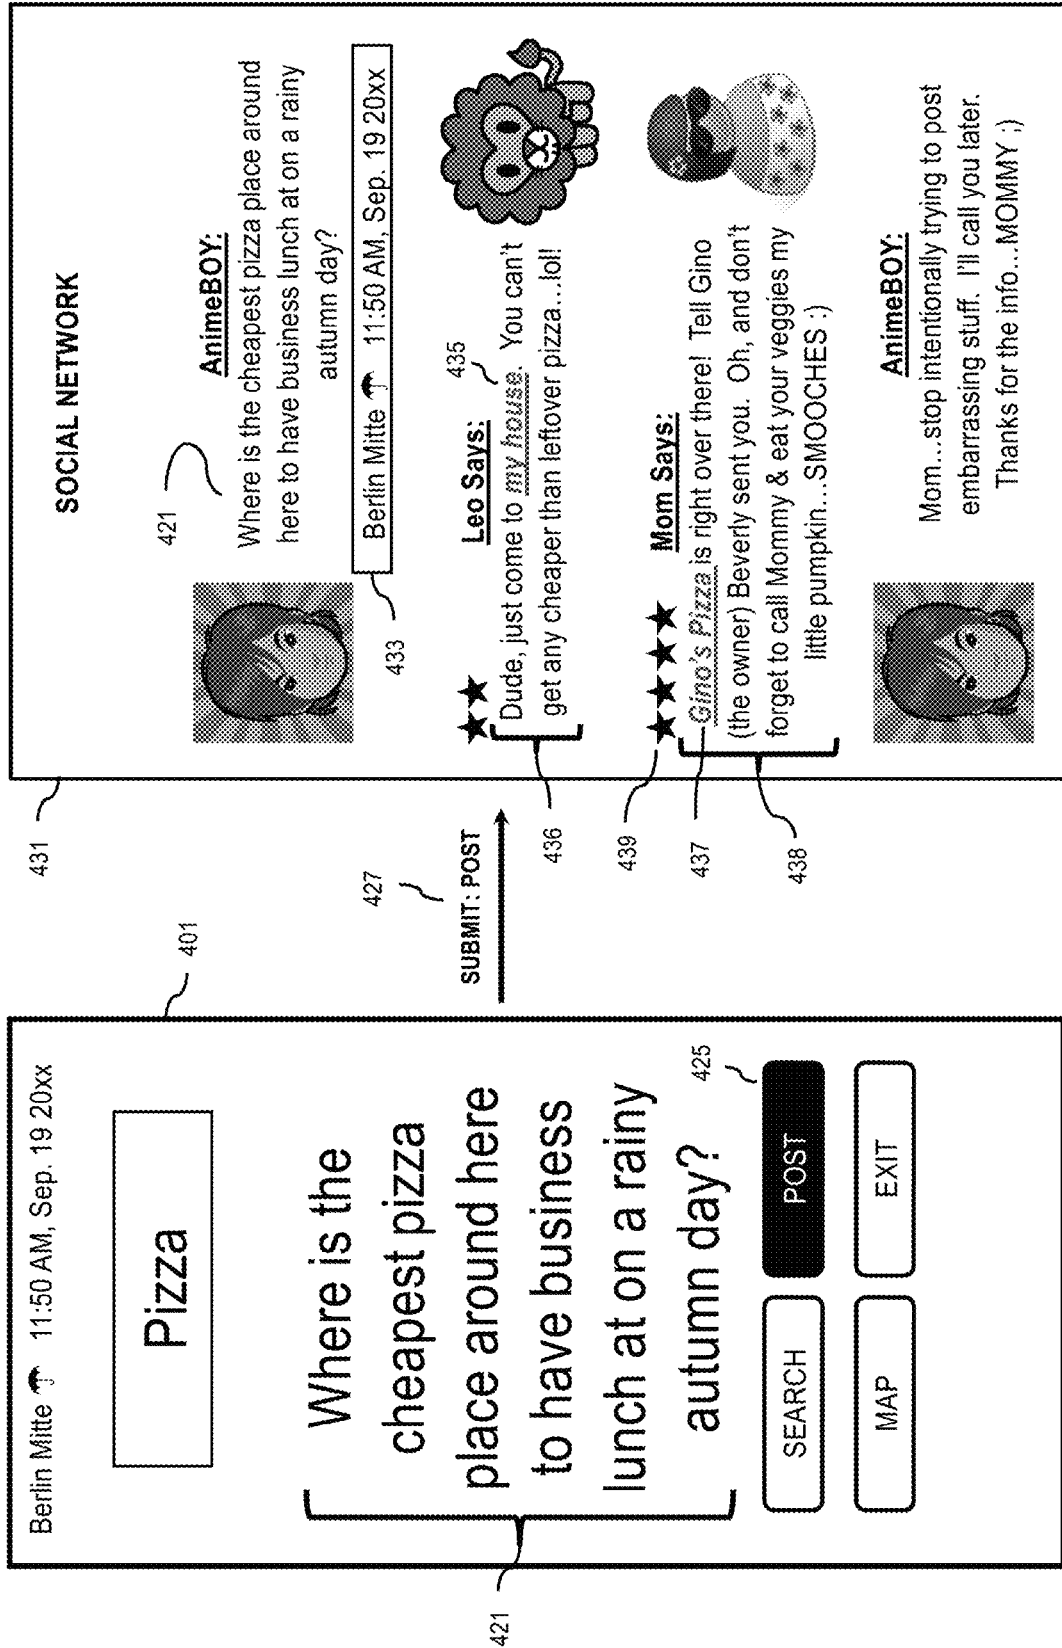 Berlin Mitte 11:50 AM, Sep. 19 20xx
401
Pizza
421
Where is the
cheapest pizza
place around here
to have business
lunch at on a rainy
autumn day?
425
SEARCH
POST
MAP
EXIT
427
SUBMIT: POST
431
SOCIAL NETWORK
421
AnimeBOY:
Where is the cheapest pizza place around
here to have business lunch at on a rainy
autumn day?
433
Berlin Mitte 11:50 AM, Sep. 19 20xx
Leo Says:
435
436
Dude, just come to my house. You can't
get any cheaper than leftover pizza...lol!
439
Mom Says:
437
438
Gino's Pizza is right over there! Tell Gino
(the owner) Beverly sent you. Oh, and don't
forget to call Mommy & eat your veggies my
little pumpkin...SMOOCHES :)
AnimeBOY:
Mom...stop intentionally trying to post
embarrassing stuff. I'll call you later.
Thanks for the info...MOMMY ;)